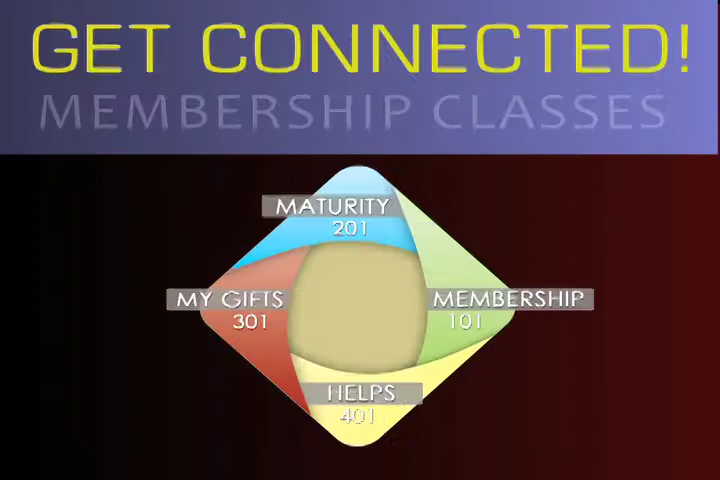 GET CONNECTED!
MEMBERSHIP CLASSES
MATURITY
201
MY GIFTS
301
MEMBERSHIP
101
HELPS
401